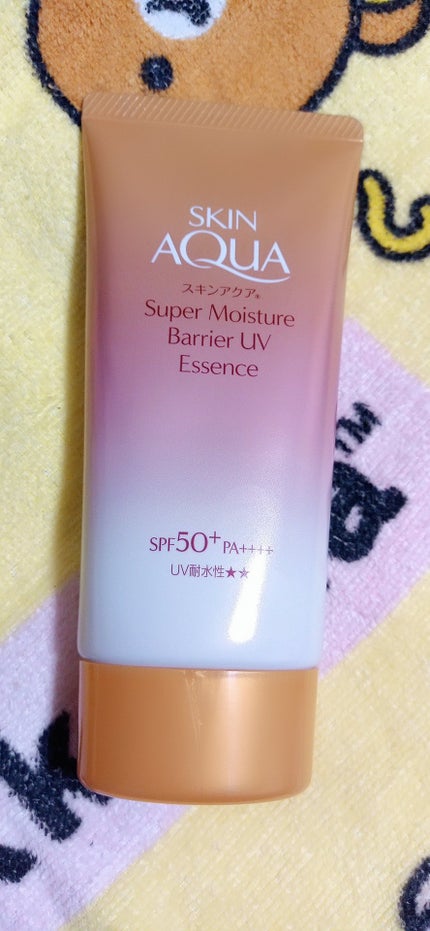 SKIN
AQUA
スキンアクア®
Super Moisture
Barrier UV
Essence
SPF50+ PA++++
UV耐水性★★
TM